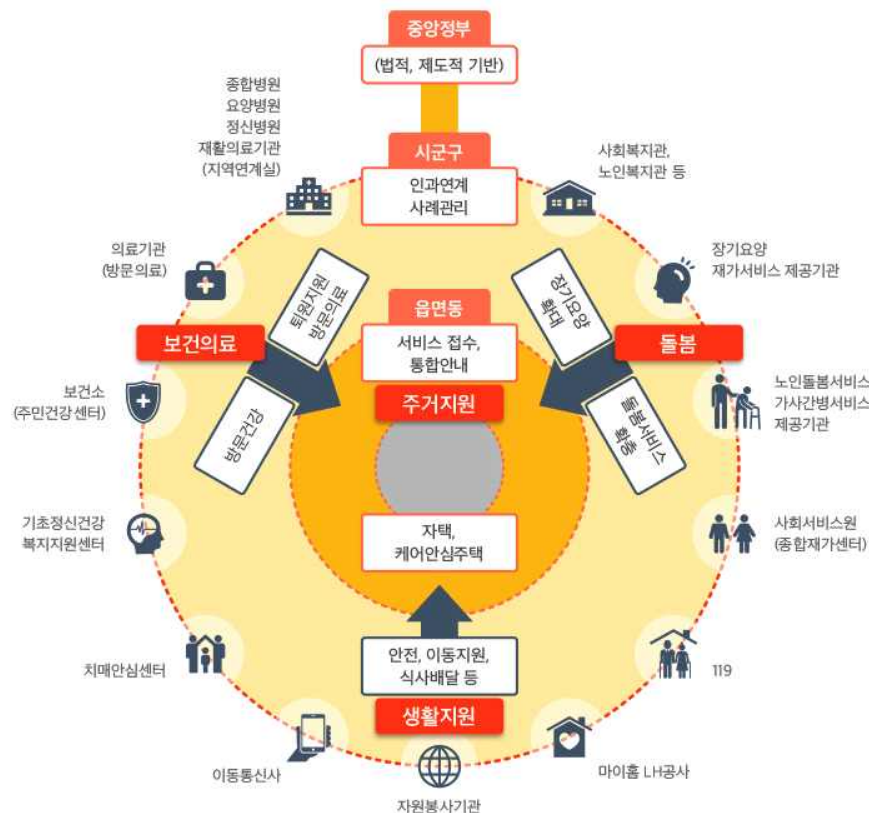 중앙정부
(법적, 제도적 기반)
종합병원
요양병원
정신병원
재활의료기관
(지역연계실)
시군구
인과연계
사례관리
사회복지관,
노인복지관 등
의료기관
(방문의료)
장기요양
재가서비스 제공기관
퇴원지원
방문의료
장기요양
확대
읍면동
서비스 접수,
통합안내
보건의료
돌봄
주거지원
보건소
(주민건강센터)
방문건강
돌봄서비스
확충
노인돌봄서비스
가사간병서비스
제공기관
기초정신건강
복지지원센터
자택,
케어안심주택
사회서비스원
(종합재가센터)
치매안심센터
안전, 이동지원,
식사배달 등
119
생활지원
이동통신사
자원봉사기관
마이홈 LH공사